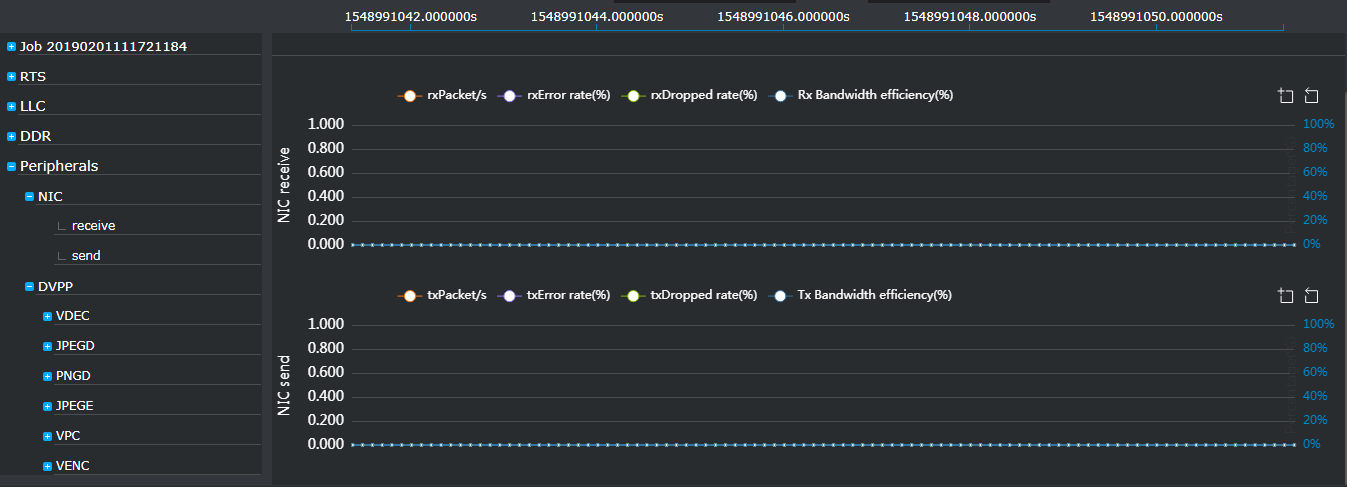 1548991042.000000s 1548991044.000000s 1548991046.000000s 1548991048.000000s 1548991050.000000s
Job 20190201111721184
RTS
LLC
DDR
Peripherals
NIC
receive
send
DVPP
VDEC
JPEGD
PNGD
JPEGE
VPC
VENC
rxPacket/s rxError rate(%) rxDropped rate(%) Rx Bandwidth efficiency(%)
NIC receive
1.000 100%
0.800 80%
0.600 60%
0.400 40%
0.200 20%
0.000 0%
txPacket/s txError rate(%) txDropped rate(%) Tx Bandwidth efficiency(%)
NIC send
1.000 100%
0.800 80%
0.600 60%
0.400 40%
0.200 20%
0.000 0%